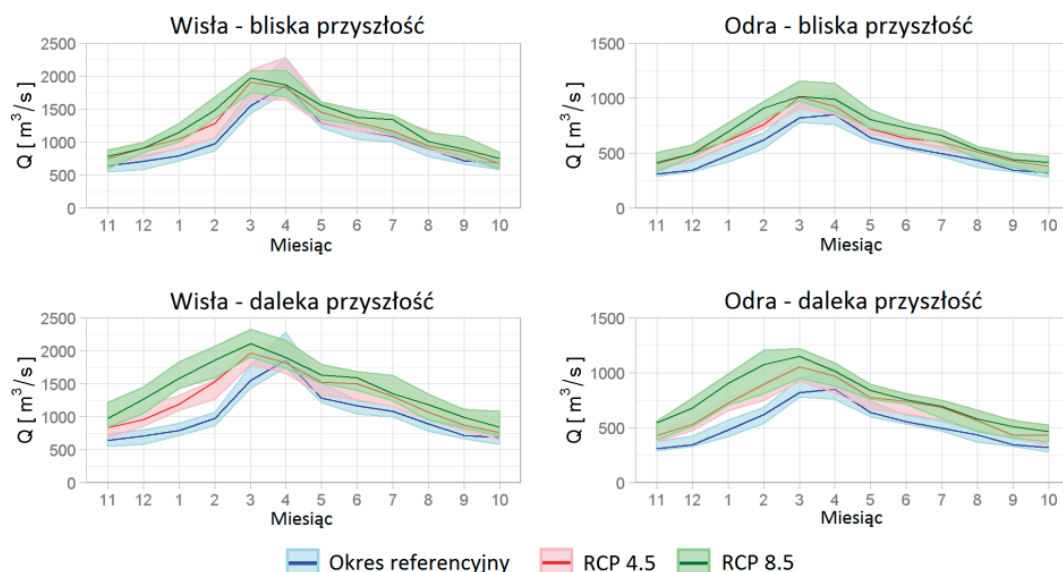 Wisła - bliska przyszłość
Q [ m³/s ]
2500
2000
1500
1000
500
0
11 12 1 2 3 4 5 6 7 8 9 10
Miesiąc
Odra - bliska przyszłość
Q [ m³/s ]
1500
1000
500
0
11 12 1 2 3 4 5 6 7 8 9 10
Miesiąc
Wisła - daleka przyszłość
Q [ m³/s ]
2500
2000
1500
1000
500
0
11 12 1 2 3 4 5 6 7 8 9 10
Miesiąc
Odra - daleka przyszłość
Q [ m³/s ]
1500
1000
500
0
11 12 1 2 3 4 5 6 7 8 9 10
Miesiąc
Okres referencyjny RCP 4.5 RCP 8.5